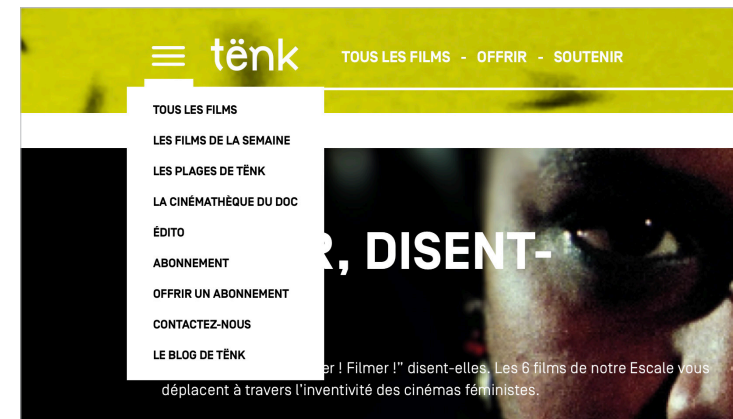 tënk
TOUS LES FILMS - OFFRIR - SOUTENIR
TOUS LES FILMS
LES FILMS DE LA SEMAINE
LES PLAGES DE TËNK
LA CINÉMATHÈQUE DU DOC
ÉDITO
ABONNEMENT
OFFRIR UN ABONNEMENT
CONTACTEZ-NOUS
LE BLOG DE TËNK
, DISENT-
! Filmer !” disent-elles. Les 6 films de notre Escale vous
déplacent à travers l’inventivité des cinémas féministes.